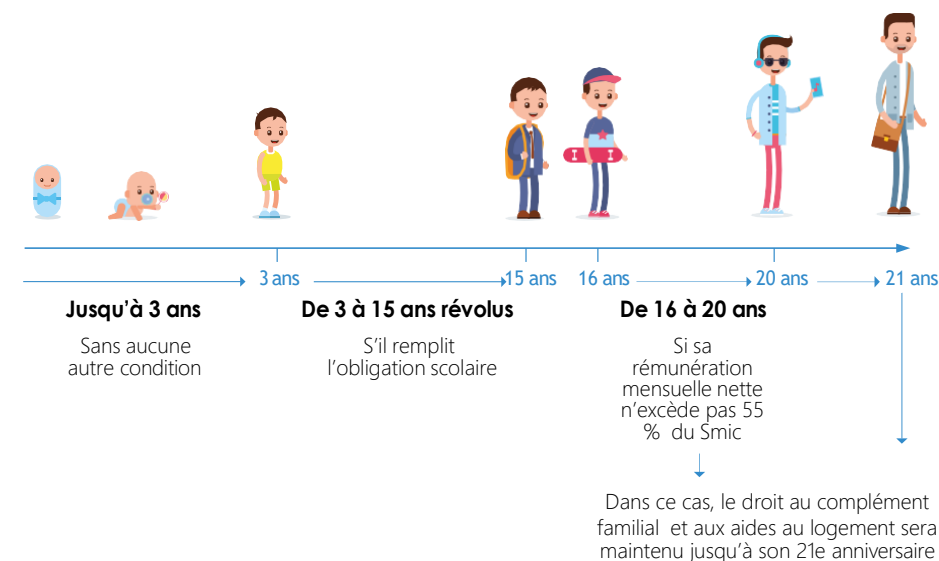 3 ans
15 ans
16 ans
20 ans
21 ans
Jusqu’à 3 ans
Sans aucune
autre condition
De 3 à 15 ans révolus
S’il remplit
l’obligation scolaire
De 16 à 20 ans
Si sa
rémunération
mensuelle nette
n’excède pas 55
% du Smic
Dans ce cas, le droit au complément
familial et aux aides au logement sera
maintenu jusqu’à son 21e anniversaire